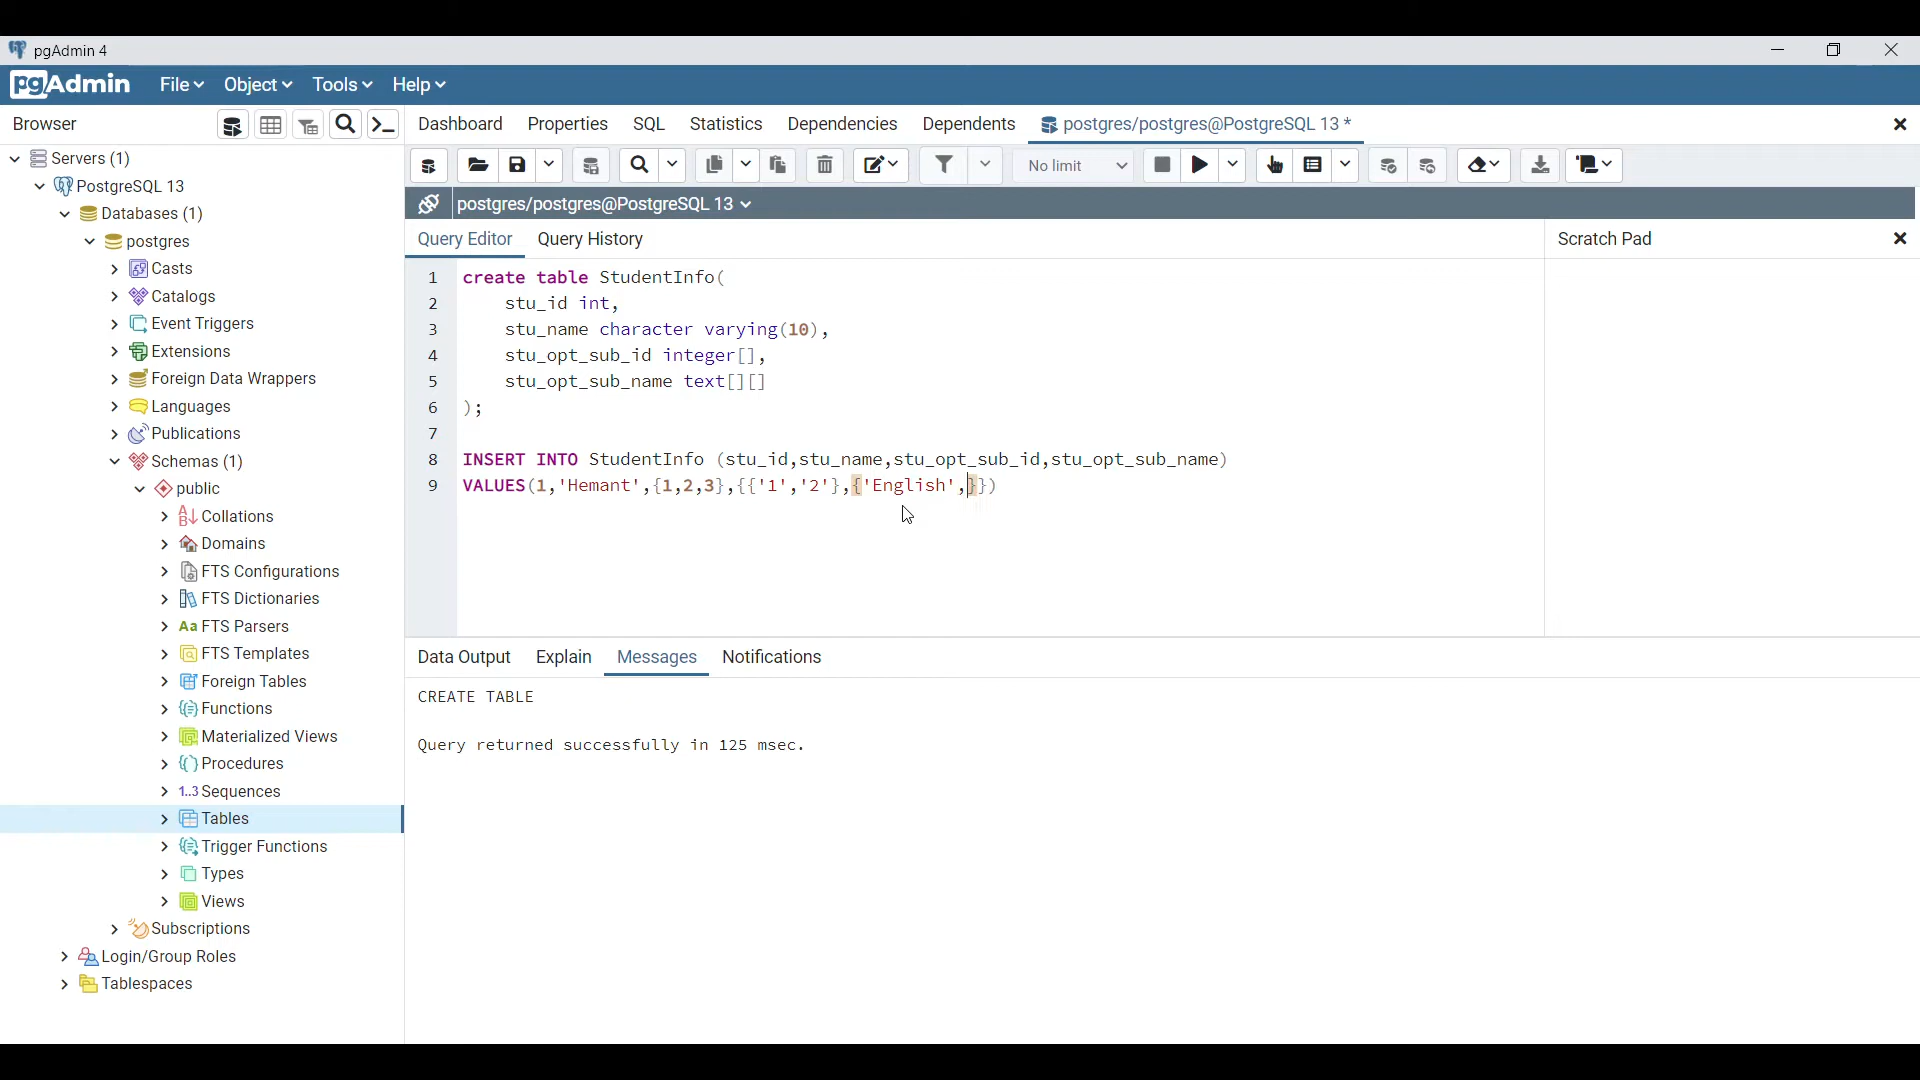 pgAdmin 4
pgAdmin File Object Tools Help
Browser
Dashboard Properties SQL Statistics Dependencies Dependents postgres/postgres@PostgreSQL 13 *
No limit
postgres/postgres@PostgreSQL 13
Servers (1)
PostgreSQL 13
Databases (1)
postgres
Casts
Catalogs
Event Triggers
Extensions
Foreign Data Wrappers
Languages
Publications
Schemas (1)
public
Collations
Domains
FTS Configurations
FTS Dictionaries
Aa FTS Parsers
FTS Templates
Foreign Tables
Functions
Materialized Views
Procedures
1..3 Sequences
Tables
Trigger Functions
Types
Views
Subscriptions
Login/Group Roles
Tablespaces
Query Editor Query History
Scratch Pad
1 create table StudentInfo(
2 stu_id int,
3 stu_name character varying(10),
4 stu_opt_sub_id integer[],
5 stu_opt_sub_name text[][]
6 );
7
8 INSERT INTO StudentInfo (stu_id,stu_name,stu_opt_sub_id,stu_opt_sub_name)
9 VALUES(1,'Hemant',{1,2,3},{{'1','2'},{'English',}})
Data Output Explain Messages Notifications
CREATE TABLE
Query returned successfully in 125 msec.